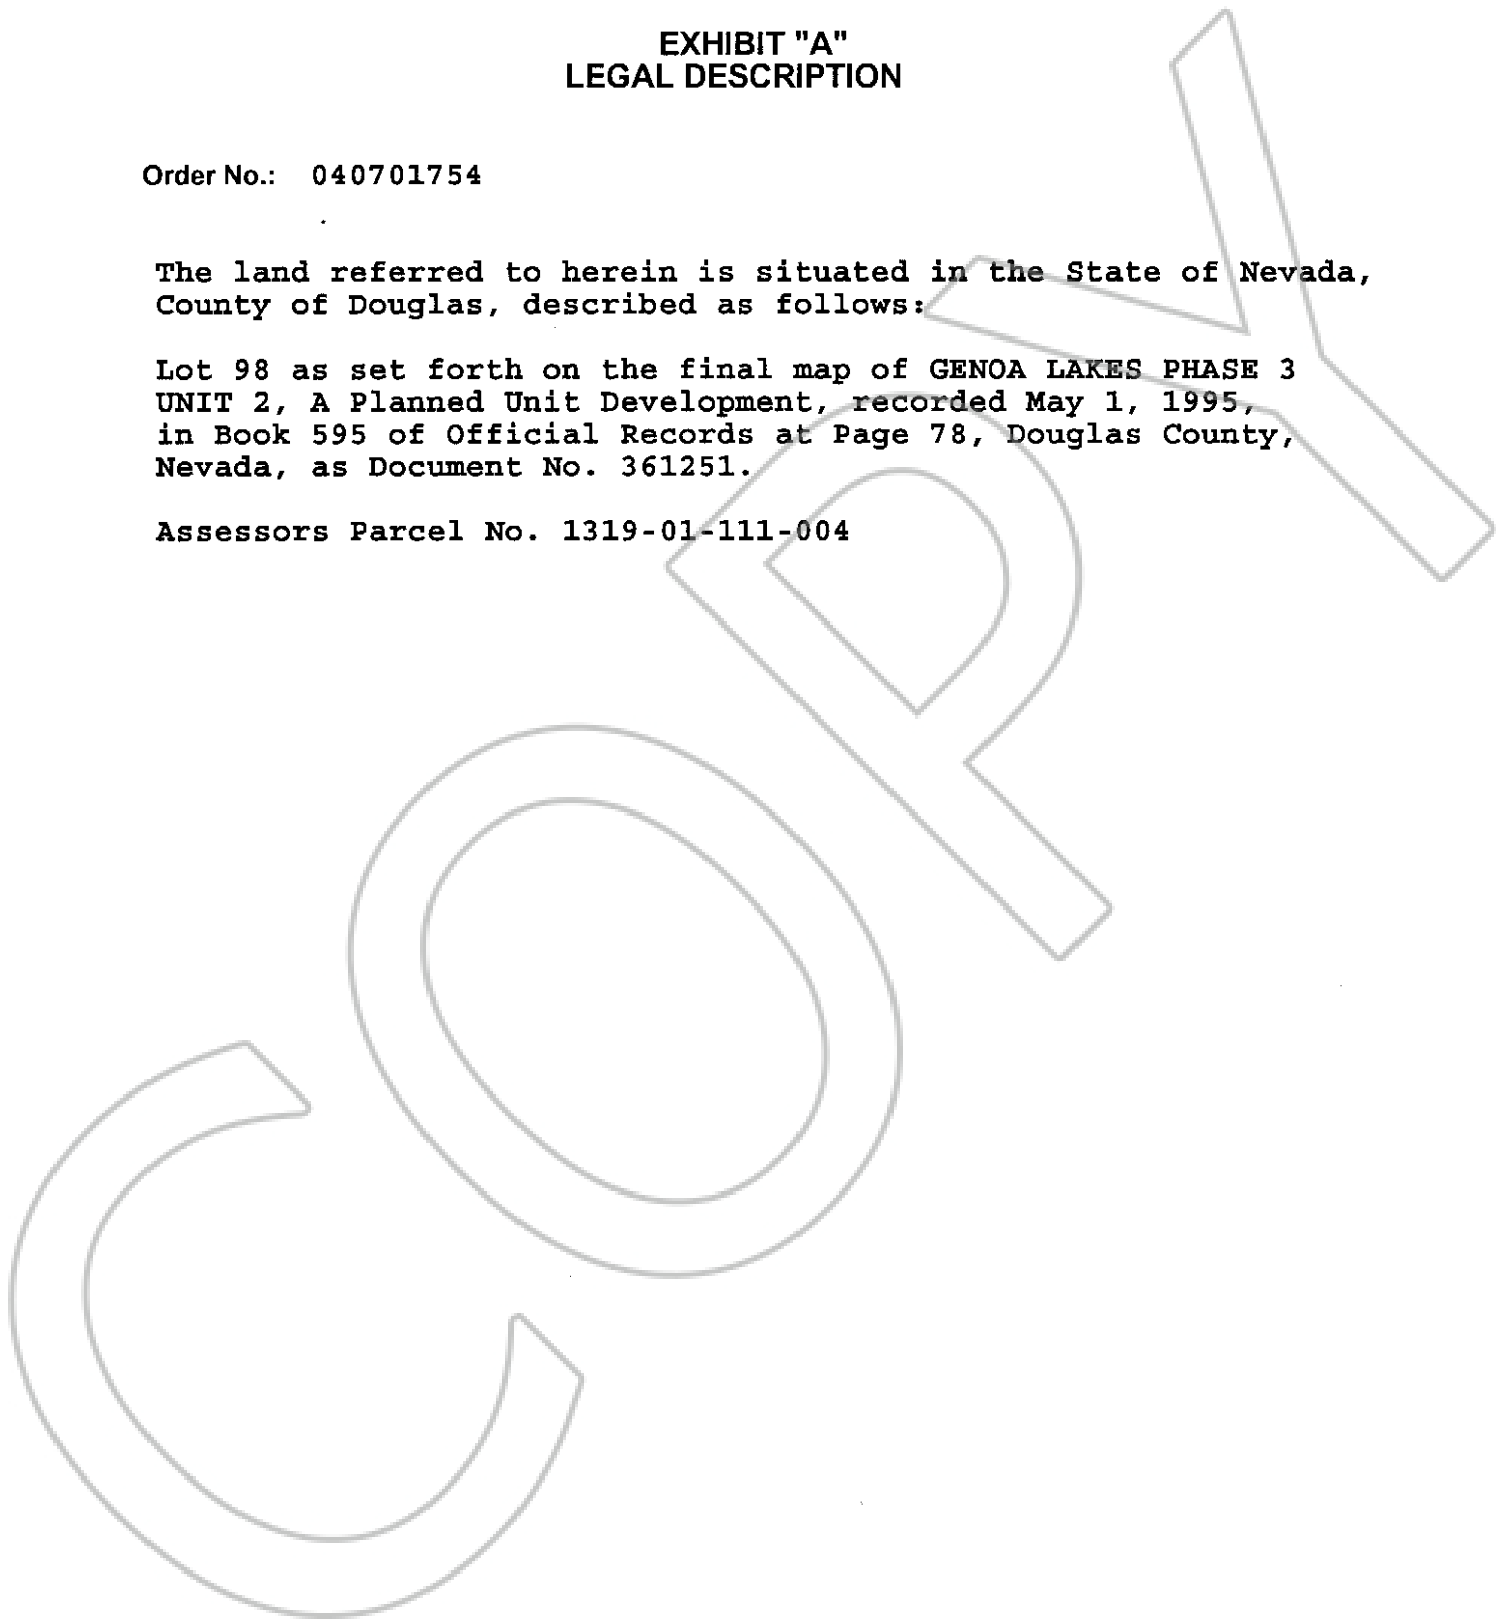 EXHIBIT "A"
LEGAL DESCRIPTION
Order No.: 040701754
The land referred to herein is situated in the State of Nevada,
County of Douglas, described as follows:
Lot 98 as set forth on the final map of GENOA LAKES PHASE 3
UNIT 2, A Planned Unit Development, recorded May 1, 1995,
in Book 595 of Official Records at Page 78, Douglas County,
Nevada, as Document No. 361251.
Assessors Parcel No. 1319-01-111-004
COPY